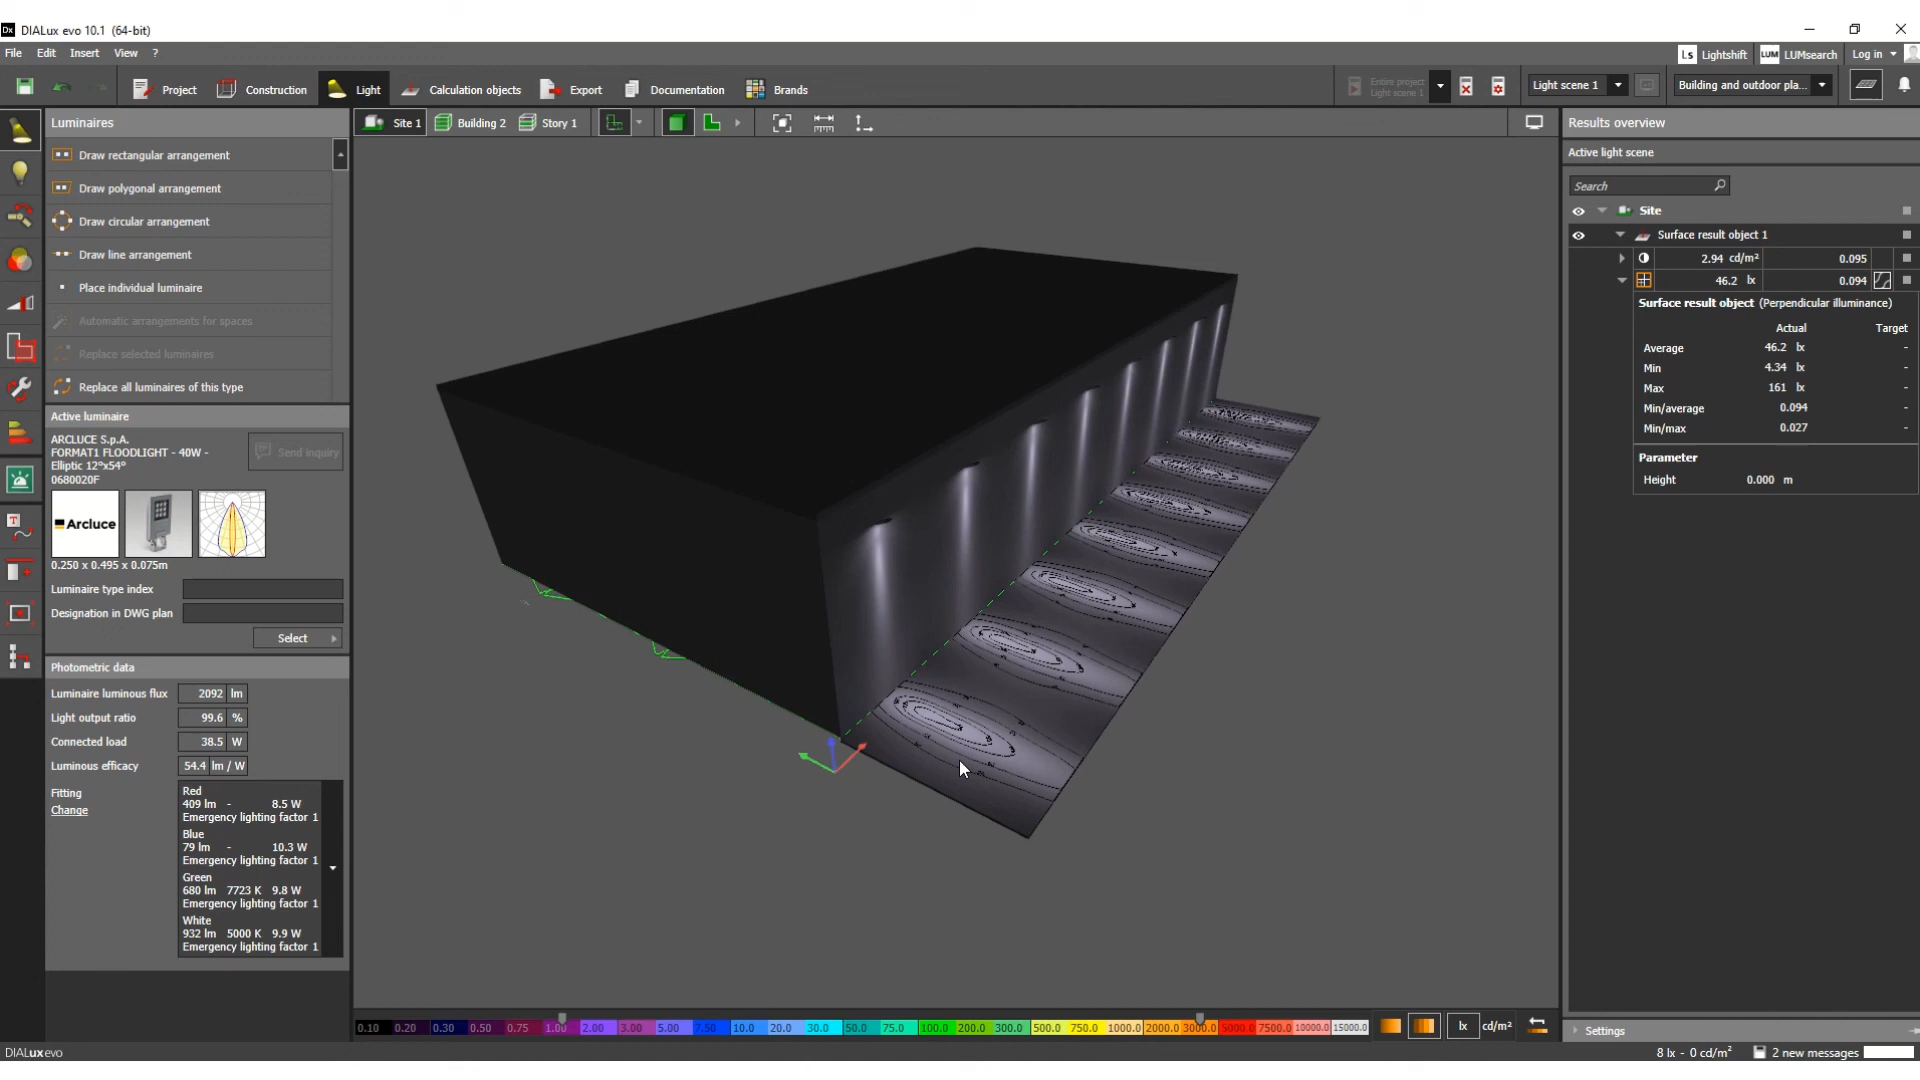 DIALux evo 10.1 (64-bit)
File Edit Insert View ?
Ls Lightshift LUM LUMsearch Log in
Project Construction Light Calculation objects Export Documentation Brands
Entire project
Light scene 1
Light scene 1
Building and outdoor pla...
Luminaires
Site 1 Building 2 Story 1
Draw rectangular arrangement
Draw polygonal arrangement
Draw circular arrangement
Draw line arrangement
Place individual luminaire
Automatic arrangements for spaces
Replace selected luminaires
Replace all luminaires of this type
Active luminaire
ARCLUCE S.p.A.
FORMAT1 FLOODLIGHT - 40W -
Elliptic 12°x54°
0680020F
Send inquiry
Arcluce
0.250 x 0.495 x 0.075m
Luminaire type index
Designation in DWG plan
Select
Photometric data
Luminaire luminous flux 2092 lm
Light output ratio 99.6 %
Connected load 38.5 W
Luminous efficacy 54.4 lm / W
Fitting
Change
Red
409 lm - 8.5 W
Emergency lighting factor 1
Blue
79 lm - 10.3 W
Emergency lighting factor 1
Green
680 lm 7723 K 9.8 W
Emergency lighting factor 1
White
932 lm 5000 K 9.9 W
Emergency lighting factor 1
Results overview
Active light scene
Search
Site
Surface result object 1
2.94 cd/m² 0.095
46.2 lx 0.094
Surface result object (Perpendicular illuminance)
Actual Target
Average 46.2 lx -
Min 4.34 lx -
Max 161 lx -
Min/average 0.094 -
Min/max 0.027 -
Parameter
Height 0.000 m
0.10 0.20 0.30 0.50 0.75 1.00 2.00 3.00 5.00 7.50 10.0 20.0 30.0 50.0 75.0 100.0 200.0 300.0 500.0 750.0 1000.0 2000.0 3000.0 5000.0 7500.0 10000.0 15000.0
lx cd/m²
Settings
DIALux evo
8 lx - 0 cd/m² 2 new messages